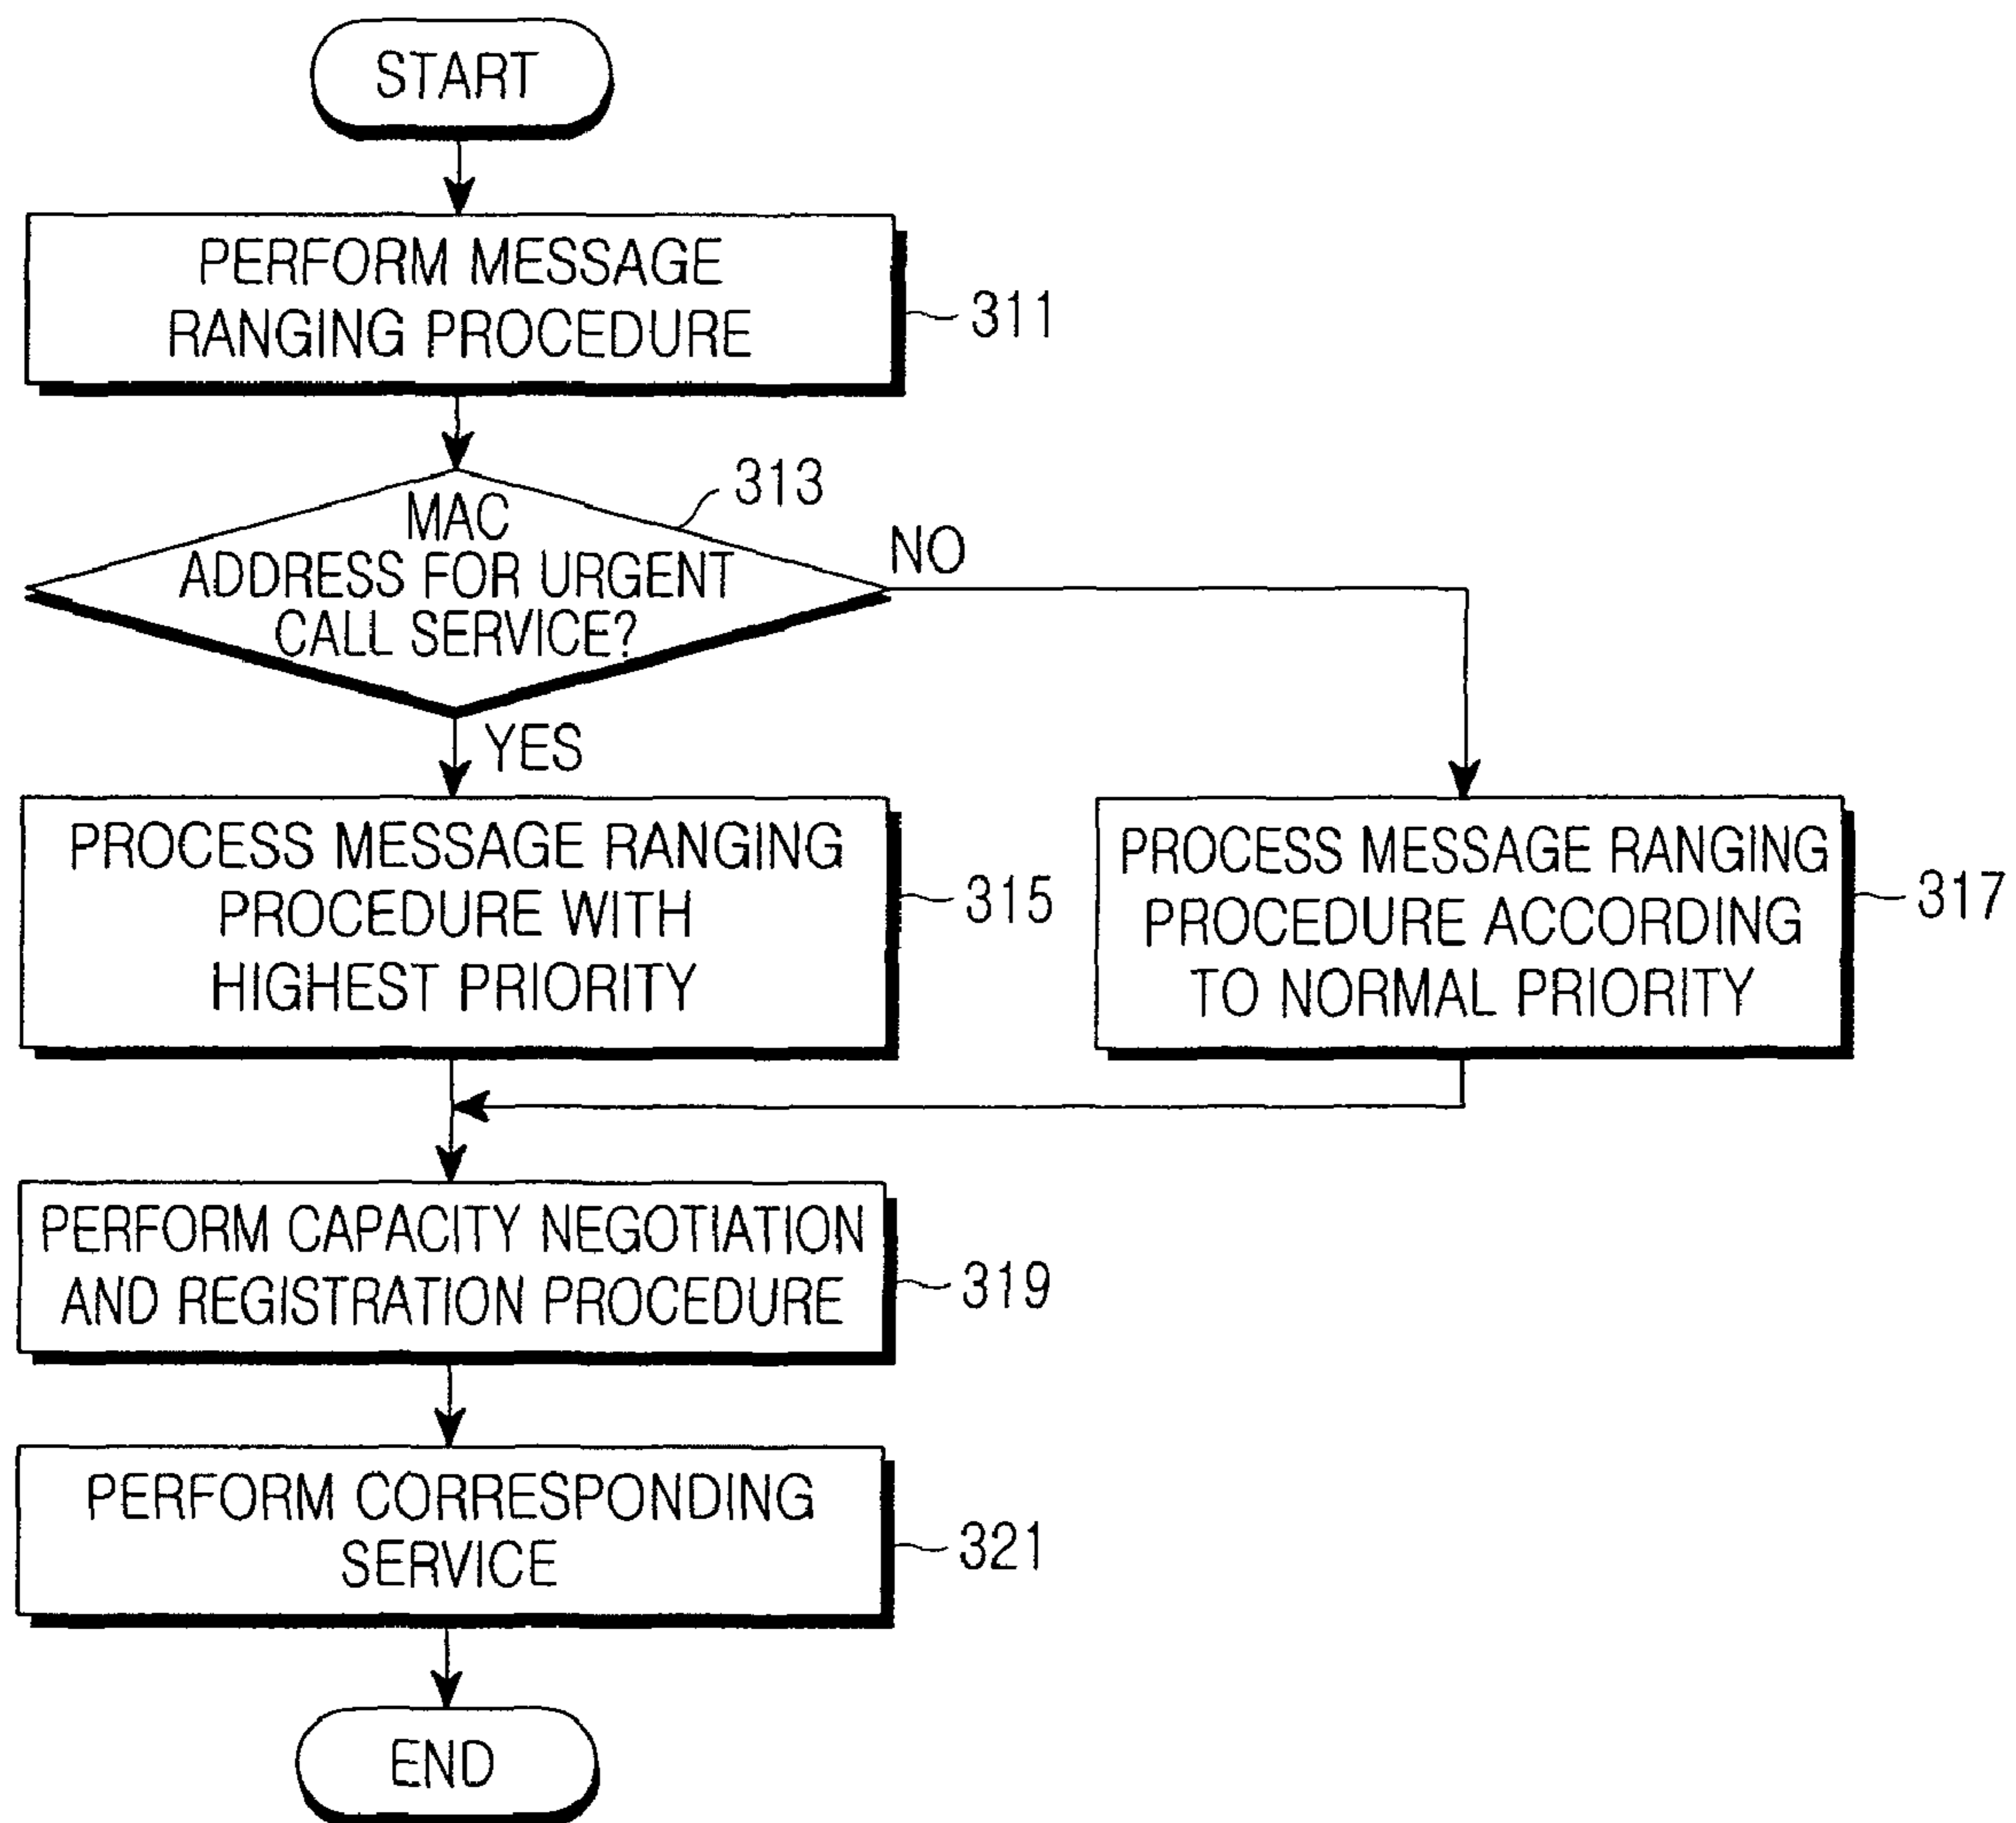 START
PERFORM MESSAGE
RANGING PROCEDURE
311
MAC
ADDRESS FOR URGENT
CALL SERVICE?
313
NO
YES
PROCESS MESSAGE RANGING
PROCEDURE WITH
HIGHEST PRIORITY
315
PROCESS MESSAGE RANGING
PROCEDURE ACCORDING
TO NORMAL PRIORITY
317
PERFORM CAPACITY NEGOTIATION
AND REGISTRATION PROCEDURE
319
PERFORM CORRESPONDING
SERVICE
321
END